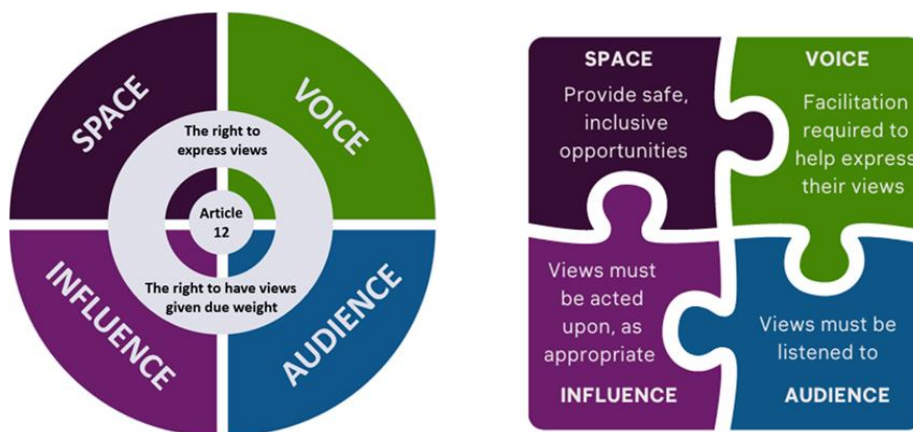 SPACE
VOICE
The right to
express views
Article
12
The right to have views
given due weight
INFLUENCE
AUDIENCE
SPACE
Provide safe,
inclusive
opportunities
VOICE
Facilitation
required to
help express
their views
Views must
be acted
upon, as
appropriate
INFLUENCE
Views must be
listened to
AUDIENCE